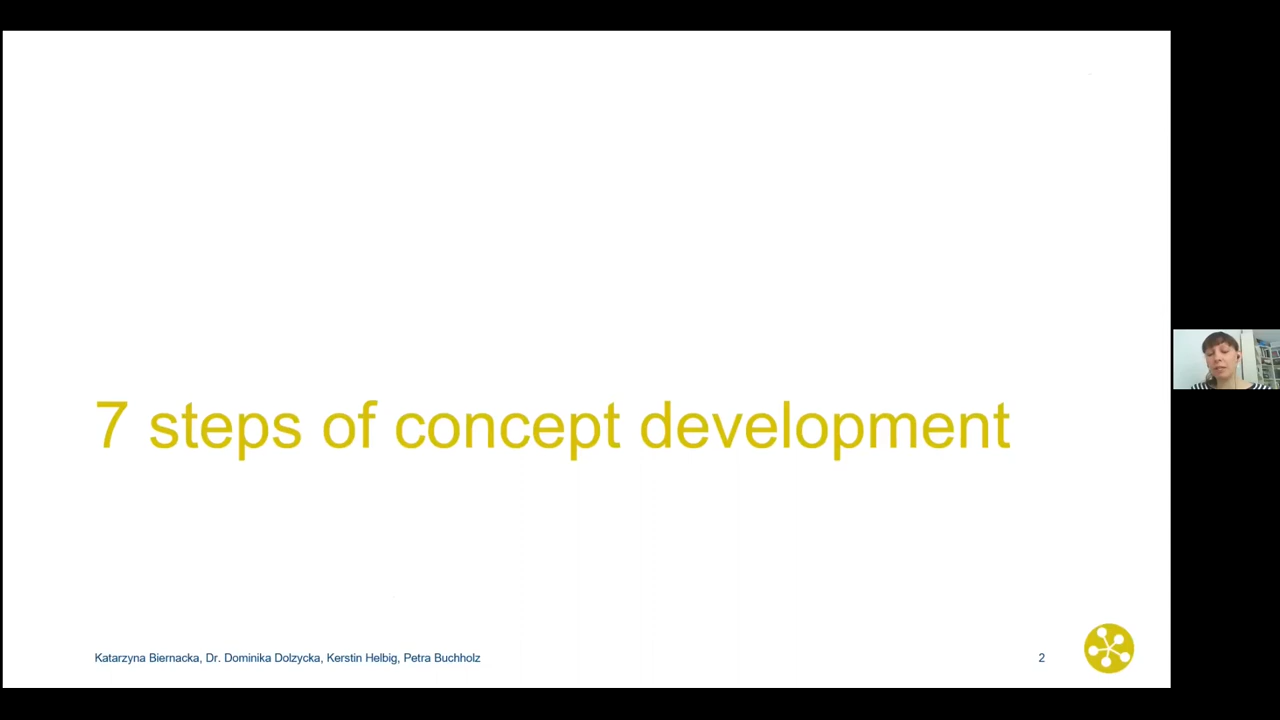 7 steps of concept development
Katarzyna Biernacka, Dr. Dominika Dolzycka, Kerstin Helbig, Petra Buchholz
2